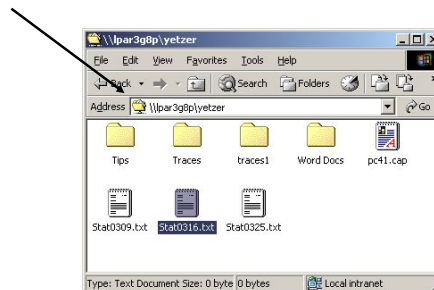 \\lpar3g8p\yetzer
File Edit View Favorites Tools Help
Back Search Folders
Address \\lpar3g8p\yetzer Go
Tips Traces traces1 Word Docs pc41.cap
Stat0309.txt Stat0316.txt Stat0325.txt
Type: Text Document Size: 0 byte 0 bytes Local intranet